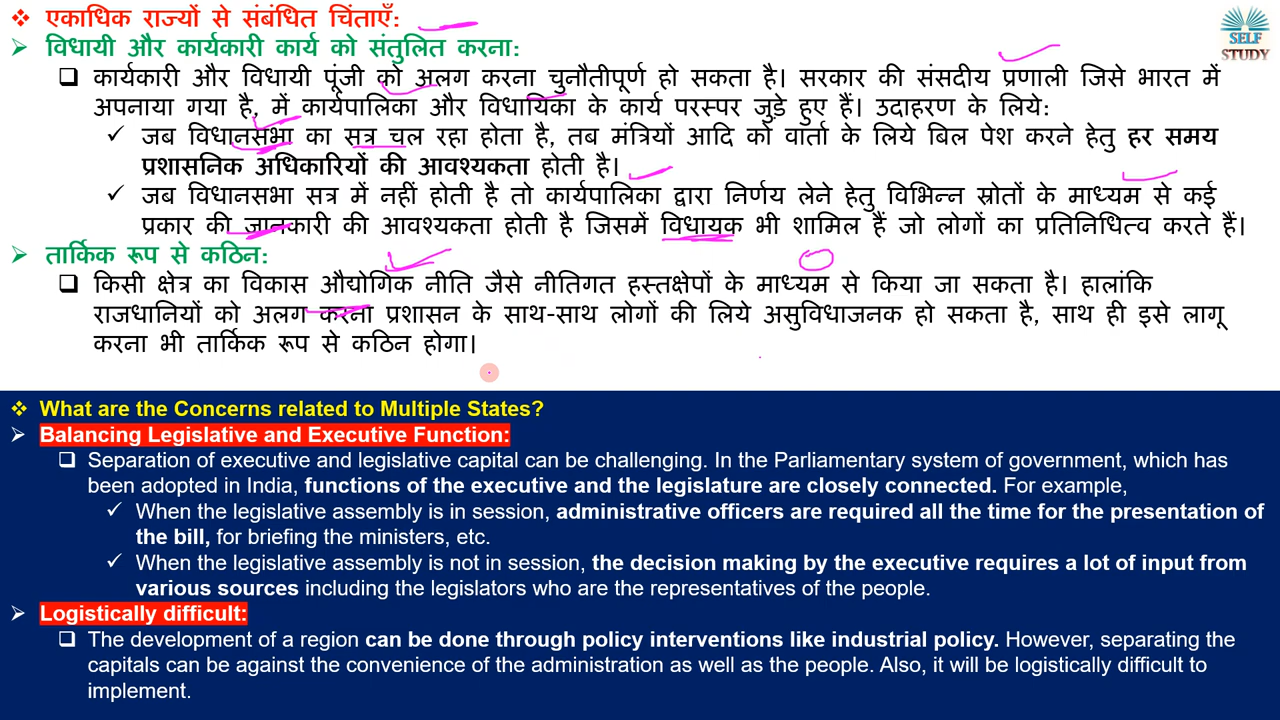 ❖ एकाधिक राज्यों से संबंधित चिंताएँ:
SELF
STUDY
➢ विधायी और कार्यकारी कार्य को संतुलित करना:
❑ कार्यकारी और विधायी पूंजी को अलग करना चुनौतीपूर्ण हो सकता है। सरकार की संसदीय प्रणाली जिसे भारत में
अपनाया गया है, में कार्यपालिका और विधायिका के कार्य परस्पर जुड़े हुए हैं। उदाहरण के लिये:
✓ जब विधानसभा का सत्र चल रहा होता है, तब मंत्रियों आदि को वार्ता के लिये बिल पेश करने हेतु हर समय
प्रशासनिक अधिकारियों की आवश्यकता होती है।
✓ जब विधानसभा सत्र में नहीं होती है तो कार्यपालिका द्वारा निर्णय लेने हेतु विभिन्न स्रोतों के माध्यम से कई
प्रकार की जानकारी की आवश्यकता होती है जिसमें विधायक भी शामिल हैं जो लोगों का प्रतिनिधित्व करते हैं।
➢ तार्किक रूप से कठिन:
❑ किसी क्षेत्र का विकास औद्योगिक नीति जैसे नीतिगत हस्तक्षेपों के माध्यम से किया जा सकता है। हालांकि
राजधानियों को अलग करना प्रशासन के साथ-साथ लोगों की लिये असुविधाजनक हो सकता है, साथ ही इसे लागू
करना भी तार्किक रूप से कठिन होगा।
❖ What are the Concerns related to Multiple States?
➢ Balancing Legislative and Executive Function:
❑ Separation of executive and legislative capital can be challenging. In the Parliamentary system of government, which has
been adopted in India, functions of the executive and the legislature are closely connected. For example,
✓ When the legislative assembly is in session, administrative officers are required all the time for the presentation of
the bill, for briefing the ministers, etc.
✓ When the legislative assembly is not in session, the decision making by the executive requires a lot of input from
various sources including the legislators who are the representatives of the people.
➢ Logistically difficult:
❑ The development of a region can be done through policy interventions like industrial policy. However, separating the
capitals can be against the convenience of the administration as well as the people. Also, it will be logistically difficult to
implement.